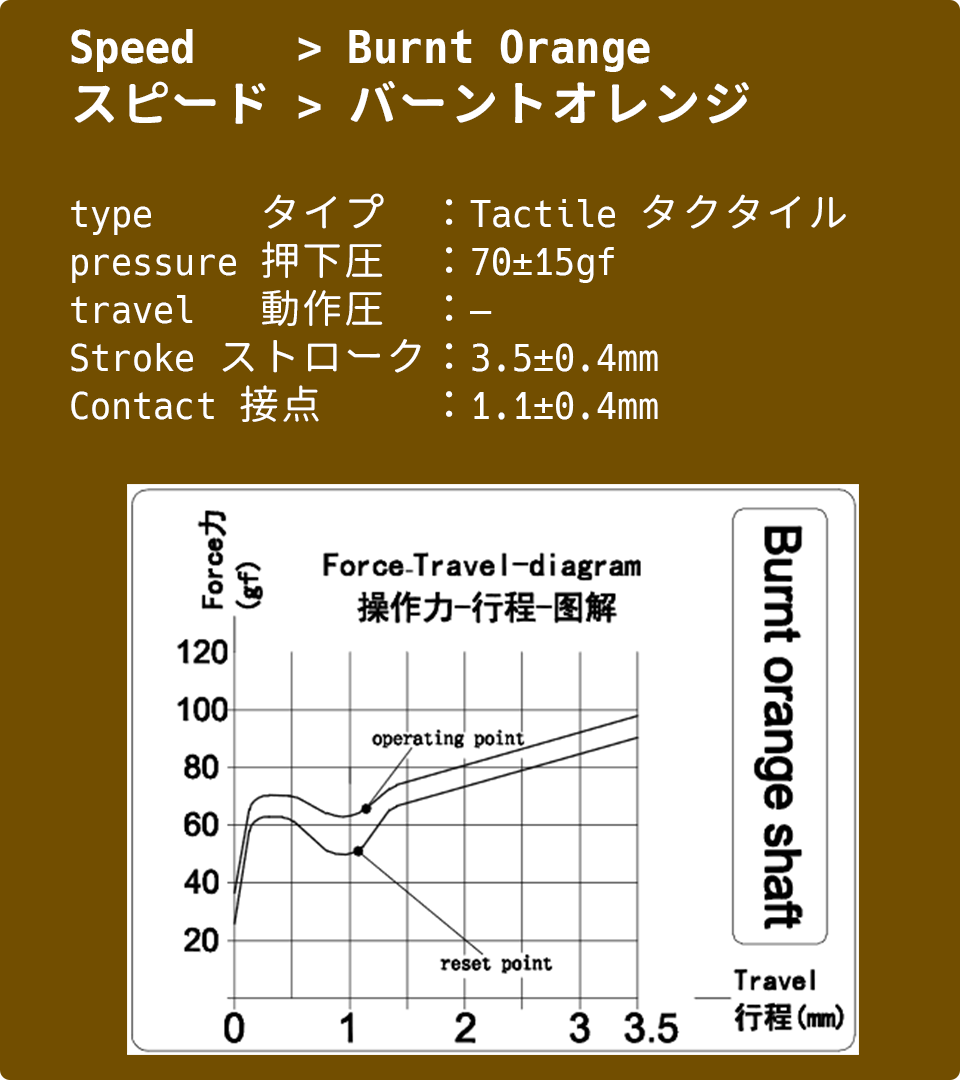 Speed > Burnt Orange
スピード > バーントオレンジ
type タイプ ：Tactile タクタイル
pressure 押下圧 ：70±15gf
travel 動作圧 ：—
Stroke ストローク：3.5±0.4mm
Contact 接点 ：1.1±0.4mm
Force力
(gf)
Force-Travel-diagram
操作力-行程-图解
Burnt orange shaft
120
100
80
60
40
20
operating point
reset point
0 1 2 3 3.5
Travel
行程(mm)